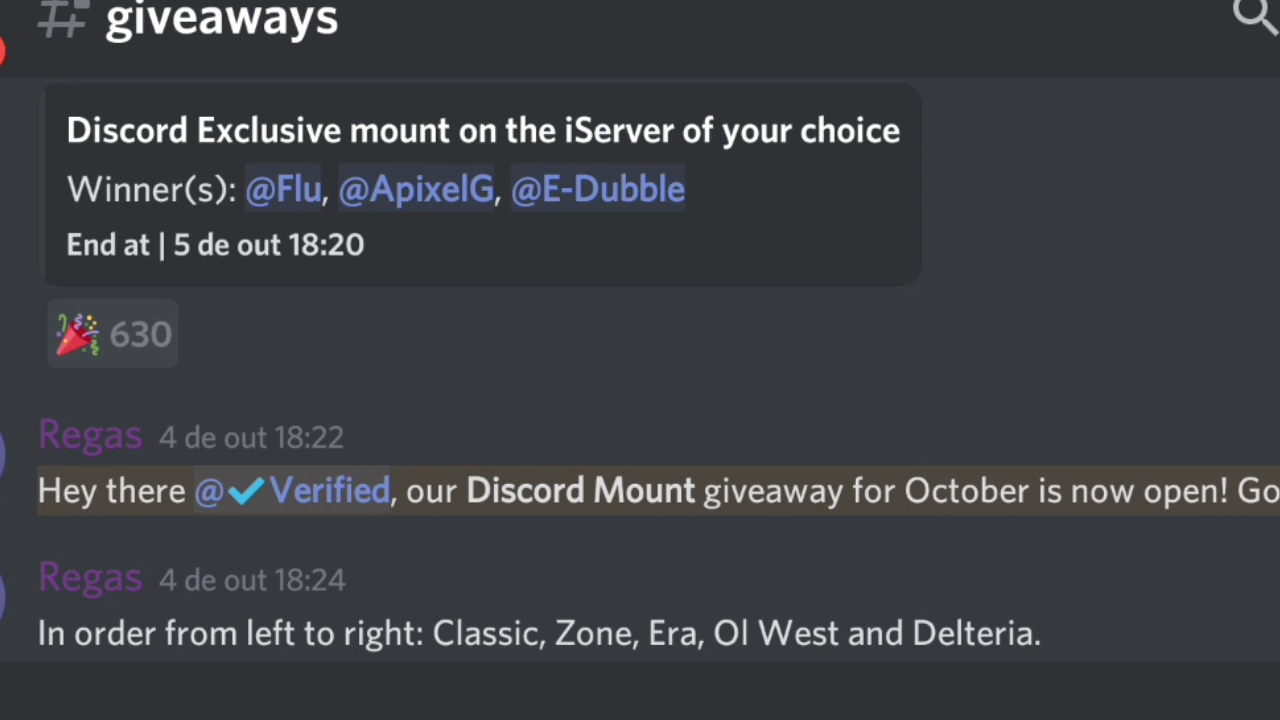 giveaways
Discord Exclusive mount on the iServer of your choice
Winner(s): @Flu, @ApixelG, @E-Dubble
End at | 5 de out 18:20
630
Regas 4 de out 18:22
Hey there @✔Verified, our Discord Mount giveaway for October is now open! Go
Regas 4 de out 18:24
In order from left to right: Classic, Zone, Era, Ol West and Delteria.